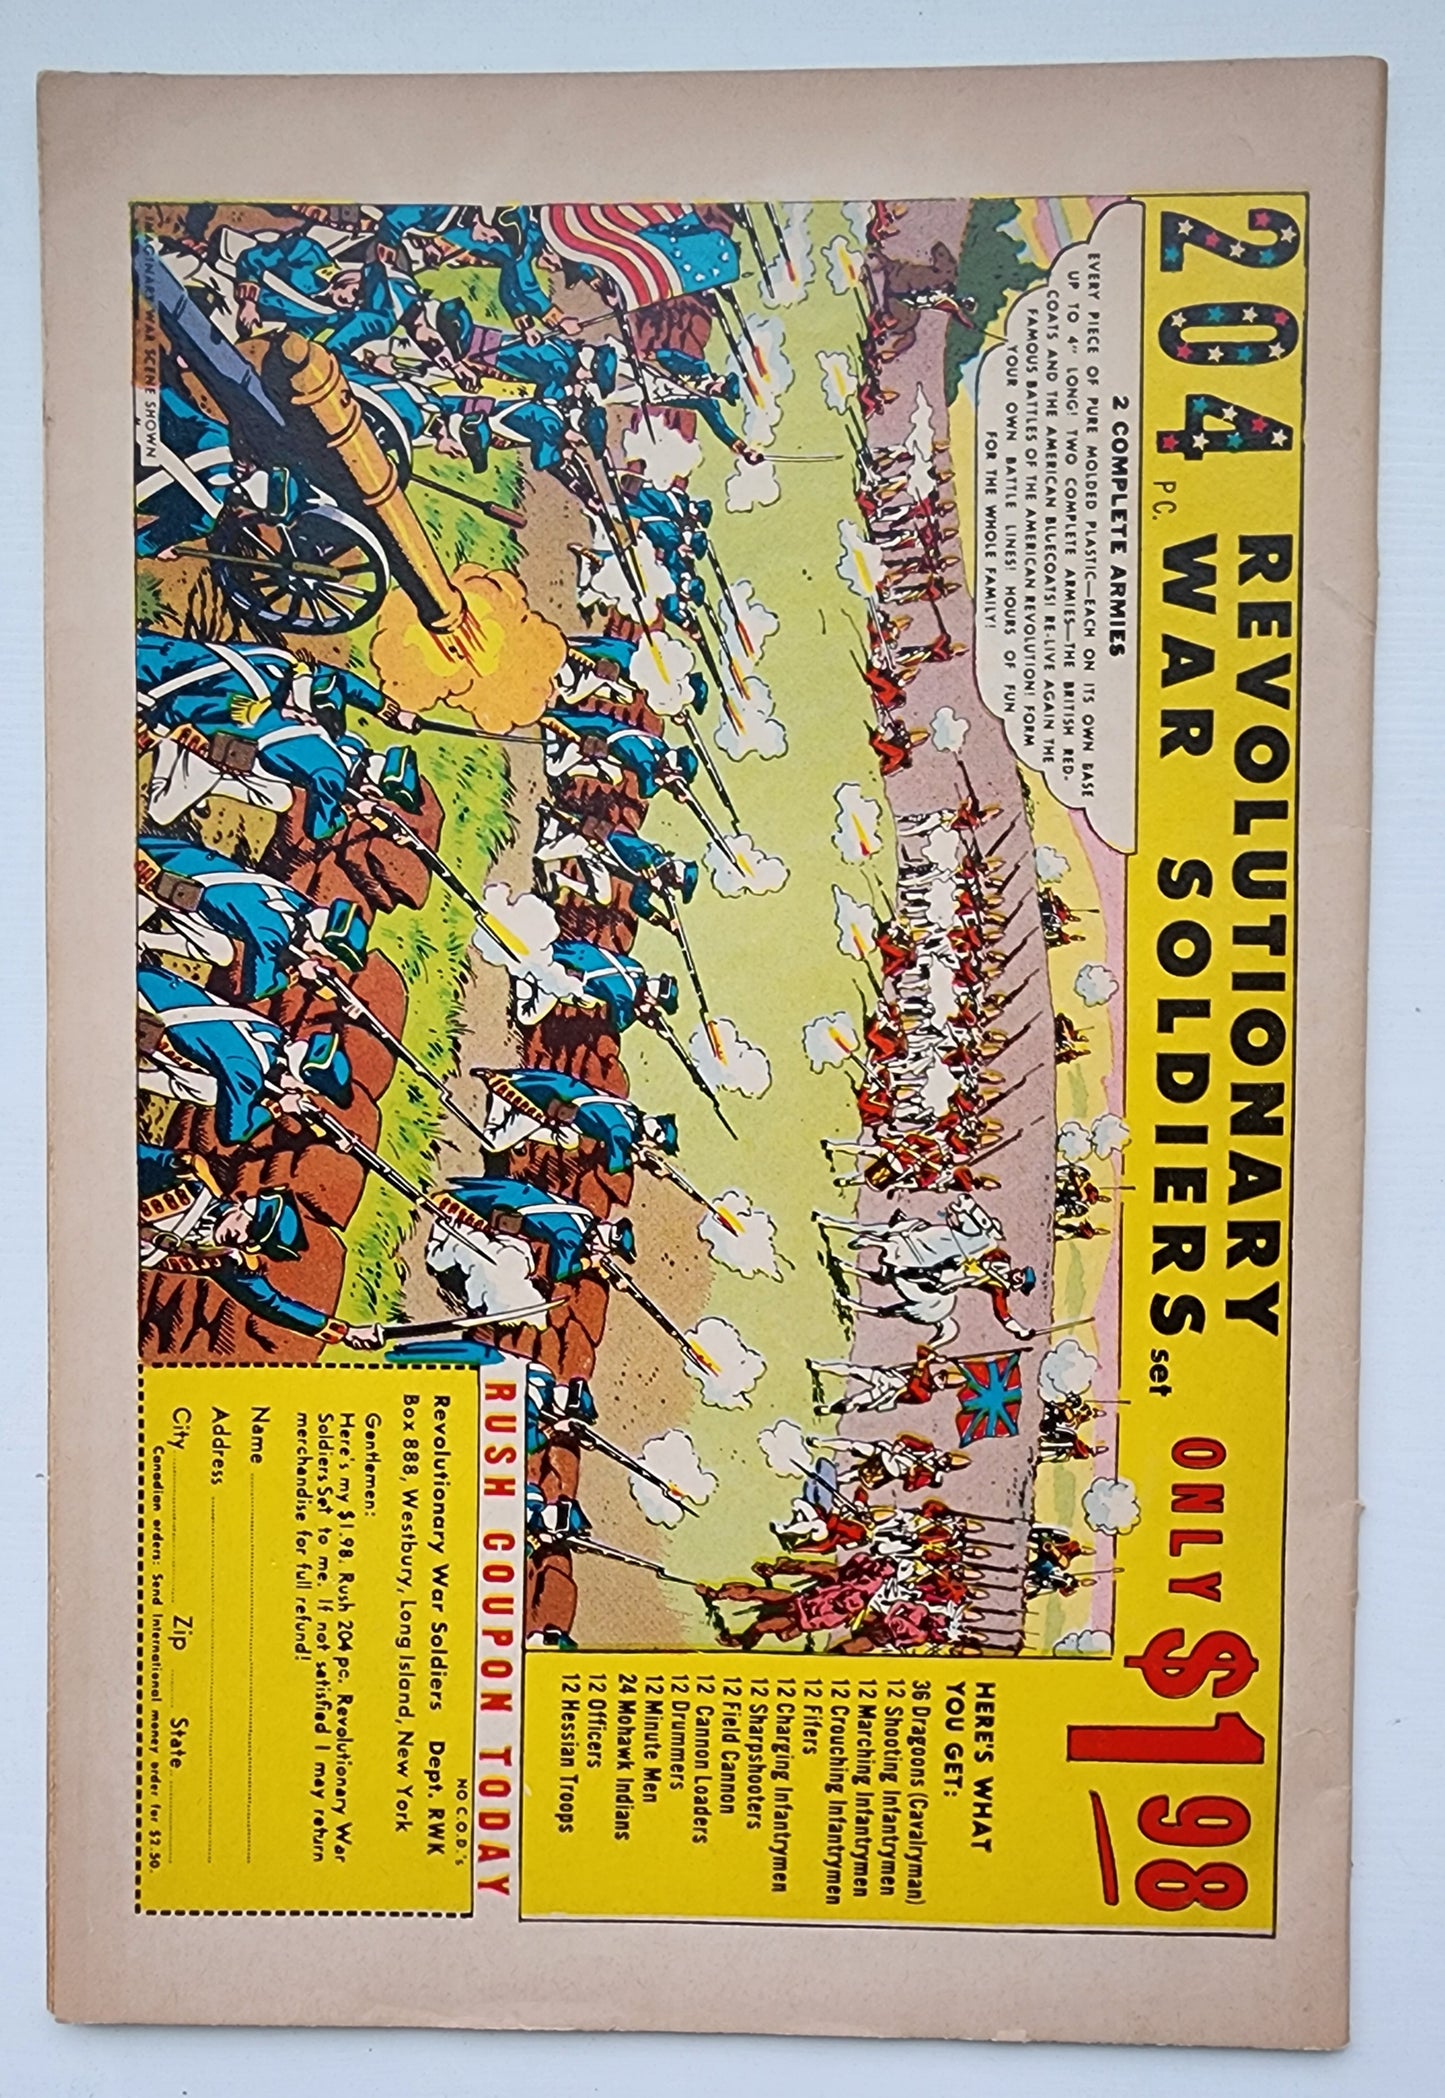 204 REVOLUTIONARY
PC. WAR SOLDIERS set ONLY $1.98
2 COMPLETE ARMIES
EVERY PIECE OF PURE MOLDED PLASTIC—EACH ON ITS OWN BASE
UP TO 4" LONG! TWO COMPLETE ARMIES—THE BRITISH RED-
COATS AND THE AMERICAN BLUECOATS! RE-LIVE AGAIN THE
FAMOUS BATTLES OF THE AMERICAN REVOLUTION! FORM
YOUR OWN BATTLE LINES! HOURS OF FUN
FOR THE WHOLE FAMILY!
HERE'S WHAT
YOU GET:
36 Dragoons (Cavalryman)
12 Shooting Infantrymen
12 Marching Infantrymen
12 Crouching Infantrymen
12 Fifers
12 Charging Infantrymen
12 Sharpshooters
12 Field Cannon
12 Cannon Loaders
12 Drummers
12 Minute Men
24 Mohawk Indians
12 Officers
12 Hessian Troops
IMAGINARY WAR SCENE SHOWN
RUSH COUPON TODAY
NO C.O.D.'s
Revolutionary War Soldiers Dept. RWK
Box 888, Westbury, Long Island, New York
Gentlemen:
Here's my $1.98. Rush 204 pc. Revolutionary War
Soldiers Set to me. If not satisfied I may return
merchandise for full refund!
Name
Address
City Zip State
Canadian orders: Send International money order for $2.50.